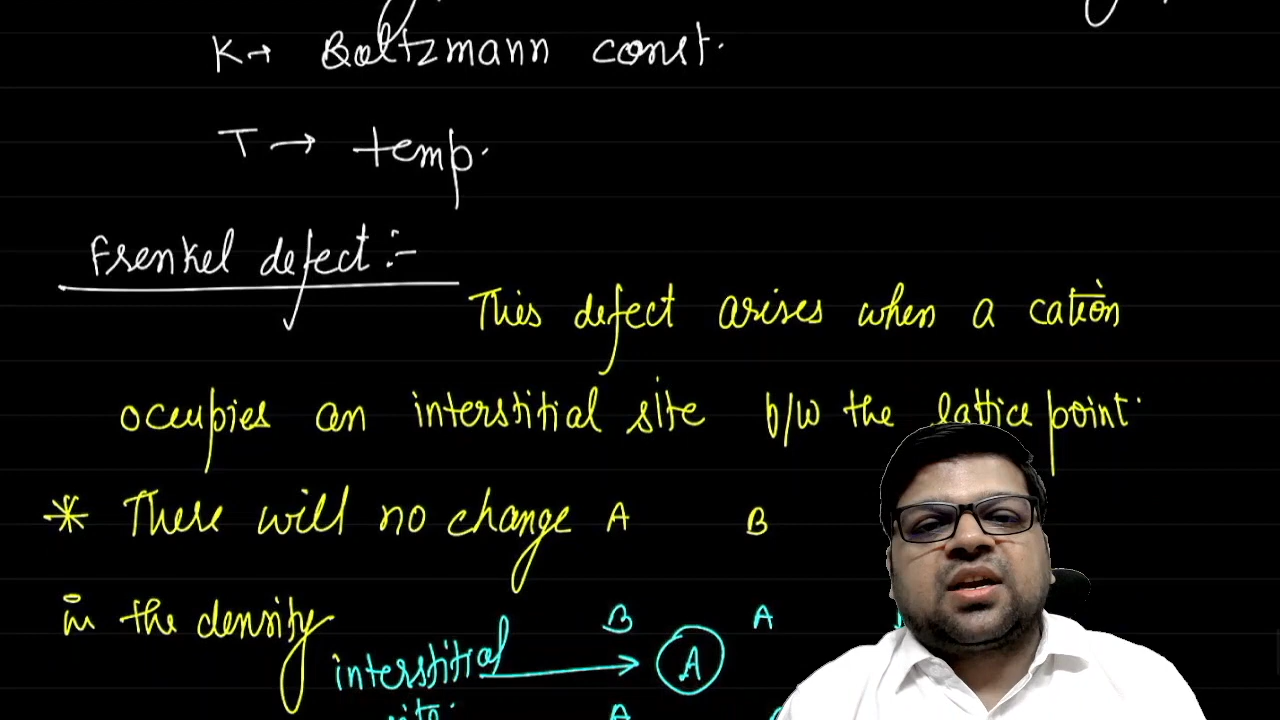 K→ Boltzmann const.
T → temp.
Frenkel defect :-
This defect arises when a cation
occupies an interstitial site b/w the lattice point.
* There will no change A B
in the density B A
interstitial → A
site. A